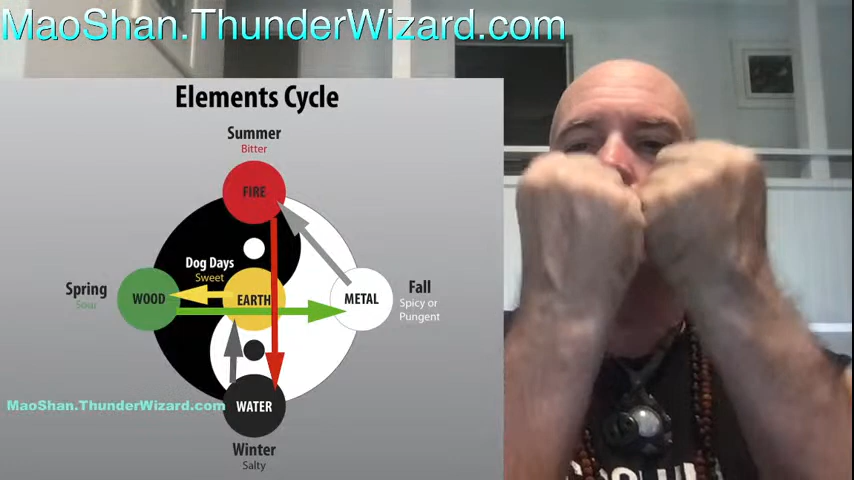 MaoShan.ThunderWizard.com
Elements Cycle
Summer
Bitter
FIRE
Dog Days
Sweet
Spring
Sour
WOOD
EARTH
METAL
Fall
Spicy or
Pungent
MaoShan.ThunderWizard.com
WATER
Winter
Salty